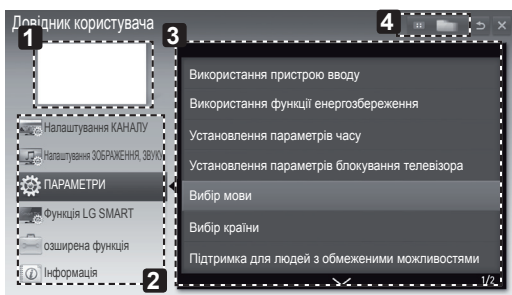 Довідник користувача
1
3
4
Налаштування КАНАЛУ
Налаштування ЗОБРАЖЕННЯ, ЗВУКУ
ПАРАМЕТРИ
Функція LG SMART
озширена функція
Інформація
2
Використання пристрою вводу
Використання функції енергозбереження
Установлення параметрів часу
Установлення параметрів блокування телевізора
Вибір мови
Вибір країни
Підтримка для людей з обмеженими можливостями
1/2